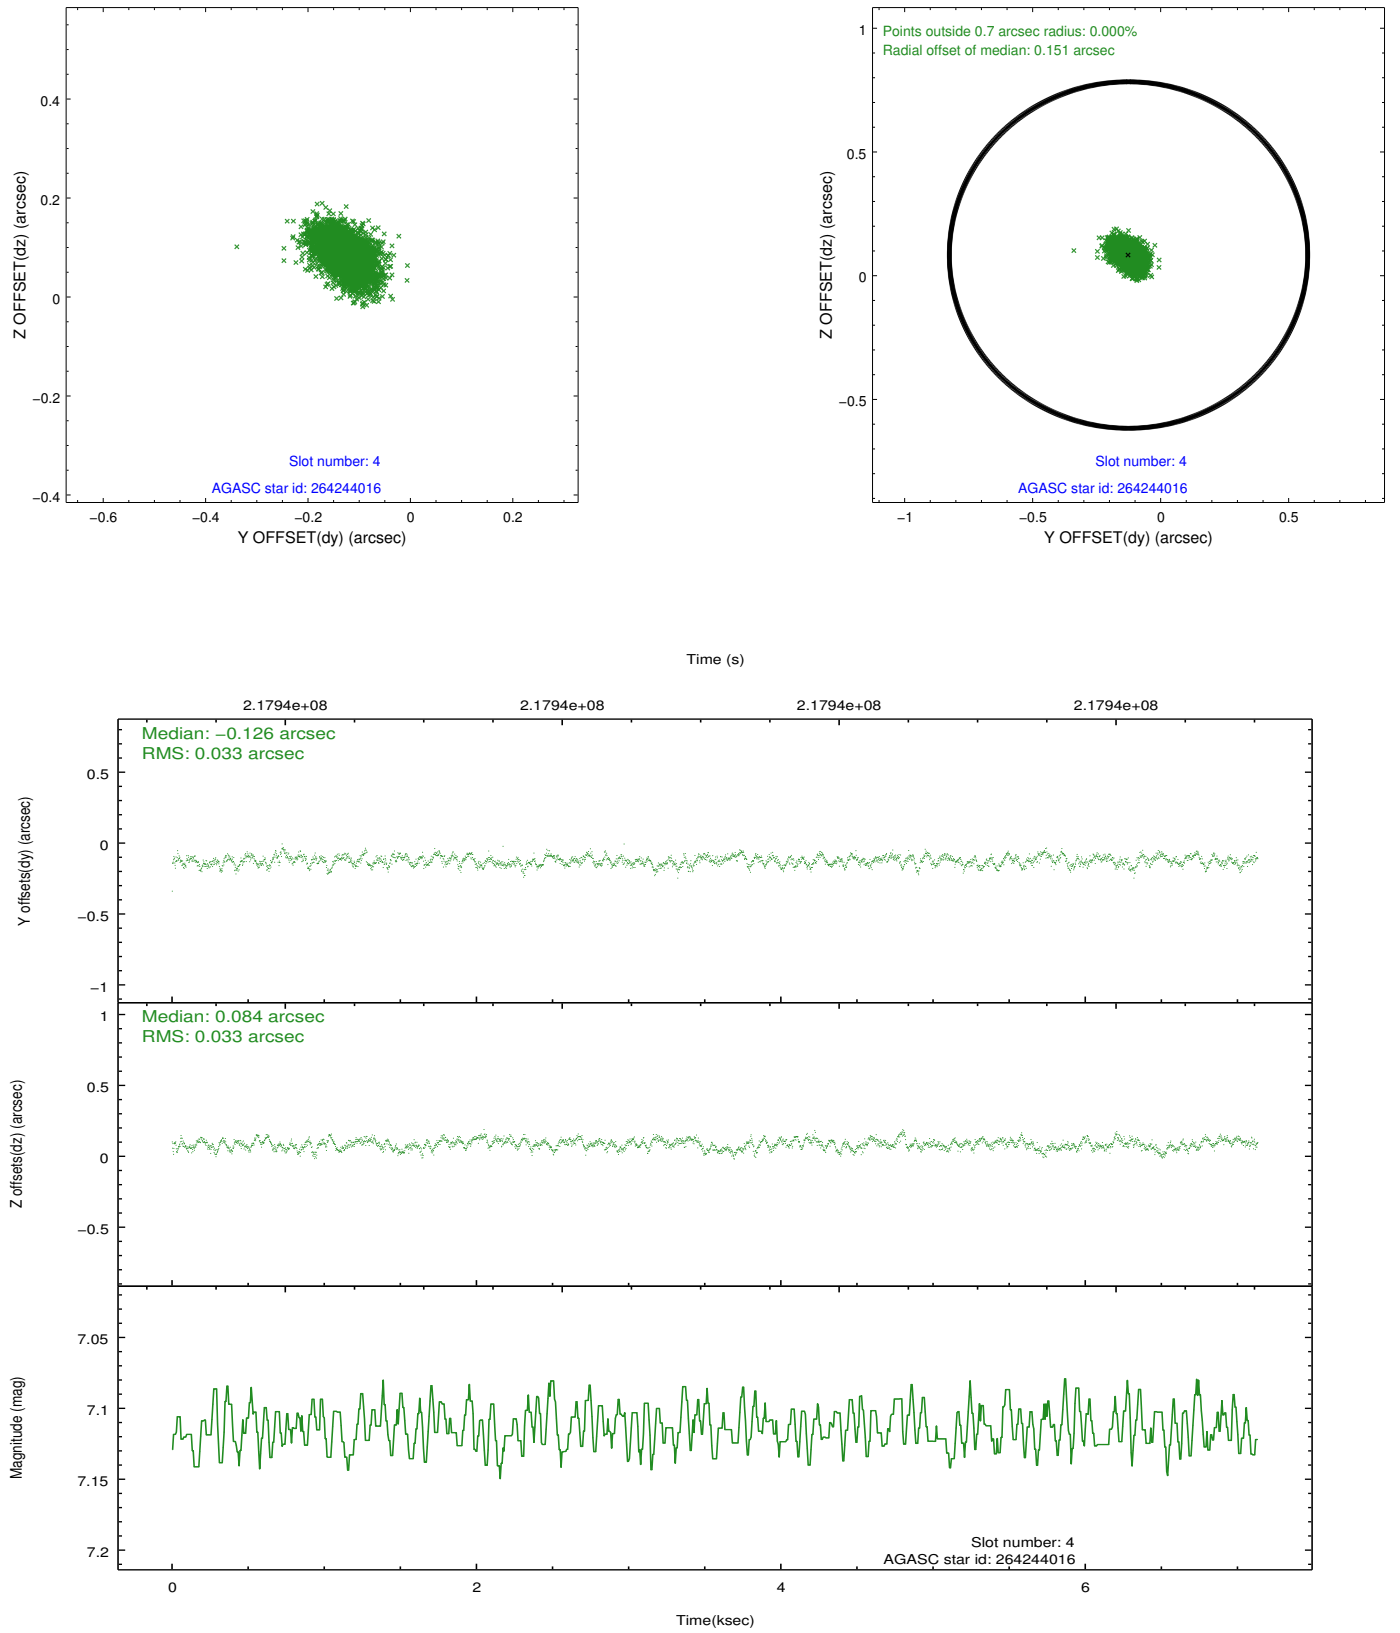 0.4
0.2
0
−0.2
−0.4
Z OFFSET(dz) (arcsec)
Slot number: 4
AGASC star id: 264244016
−0.6
−0.4
−0.2
0
0.2
Y OFFSET(dy) (arcsec)
Points outside 0.7 arcsec radius: 0.000%
Radial offset of median: 0.151 arcsec
1
0.5
0
−0.5
Z OFFSET(dz) (arcsec)
Slot number: 4
AGASC star id: 264244016
−1
−0.5
0
0.5
Y OFFSET(dy) (arcsec)
Time (s)
2.1794e+08
2.1794e+08
2.1794e+08
2.1794e+08
Median: −0.126 arcsec
RMS: 0.033 arcsec
0.5
0
−0.5
−1
Y offsets(dy) (arcsec)
Median: 0.084 arcsec
RMS: 0.033 arcsec
1
0.5
0
−0.5
Z offsets(dz) (arcsec)
7.05
7.1
7.15
7.2
Magnitude (mag)
Slot number: 4
AGASC star id: 264244016
0
2
4
6
Time(ksec)